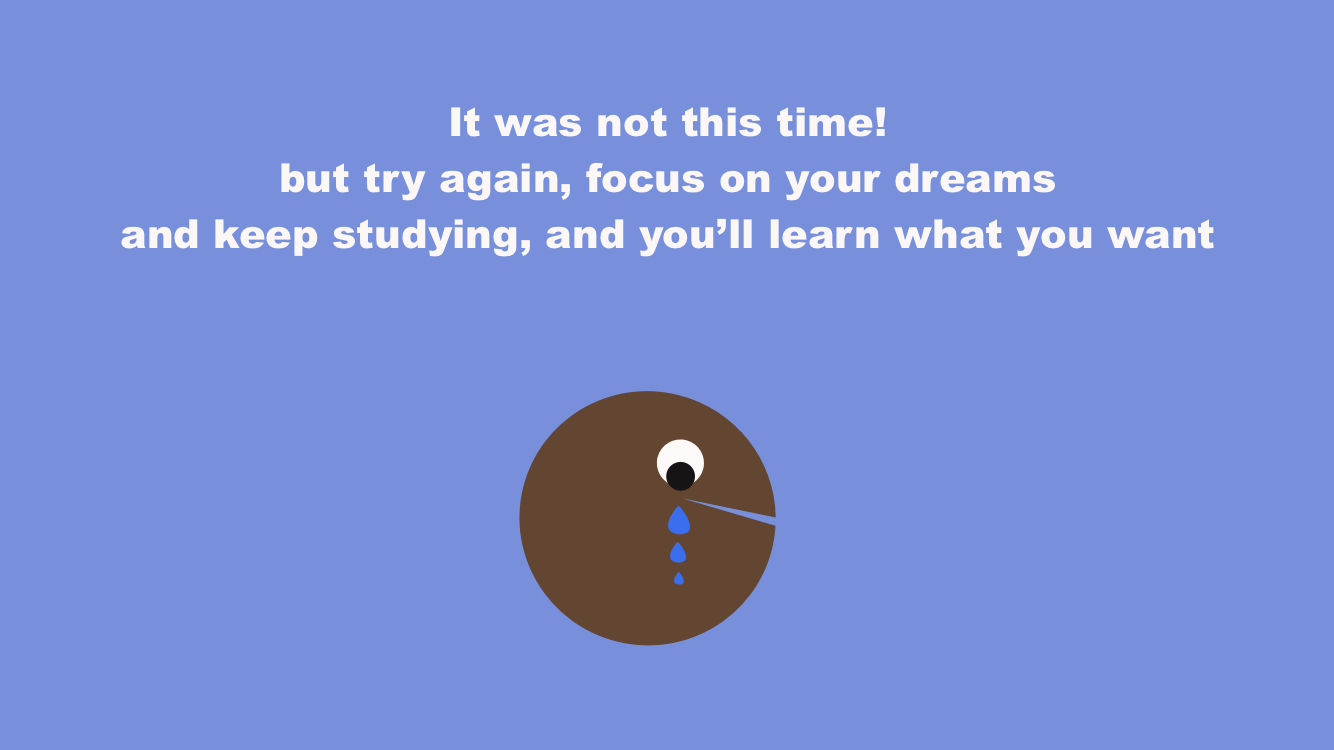 It was not this time!
but try again, focus on your dreams
and keep studying, and you’ll learn what you want